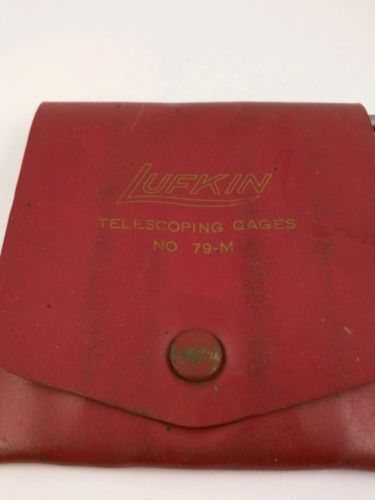 LUFKIN
TELESCOPING GAGES
NO. 79-M